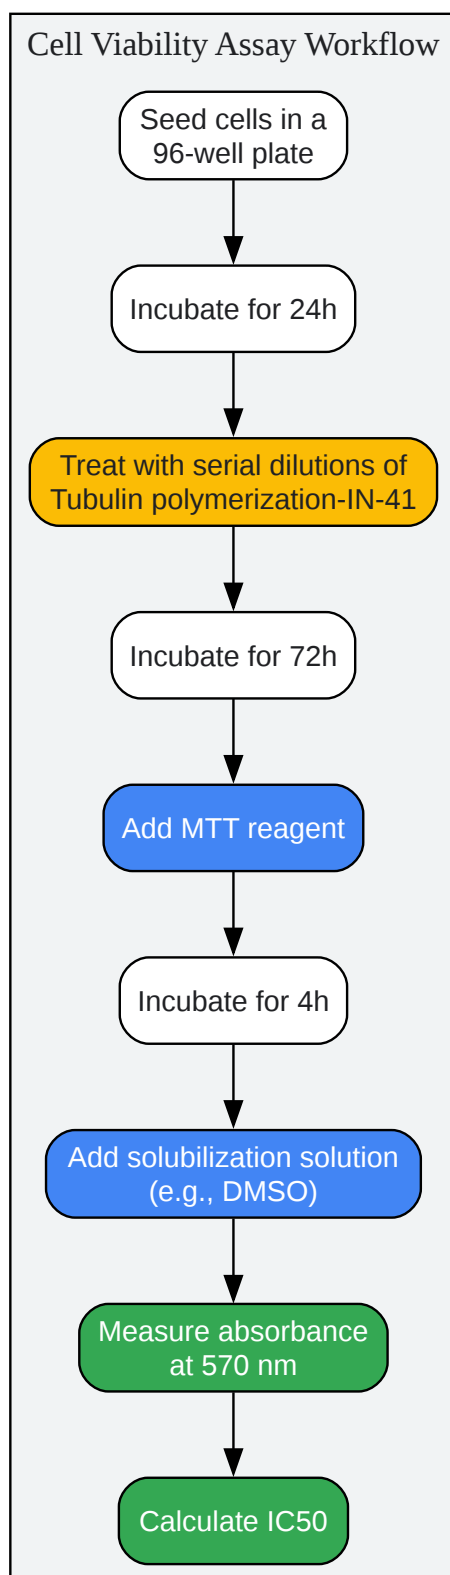 Cell Viability Assay Workflow
Seed cells in a
96-well plate
Incubate for 24h
Treat with serial dilutions of
Tubulin polymerization-IN-41
Incubate for 72h
Add MTT reagent
Incubate for 4h
Add solubilization solution
(e.g., DMSO)
Measure absorbance
at 570 nm
Calculate IC50